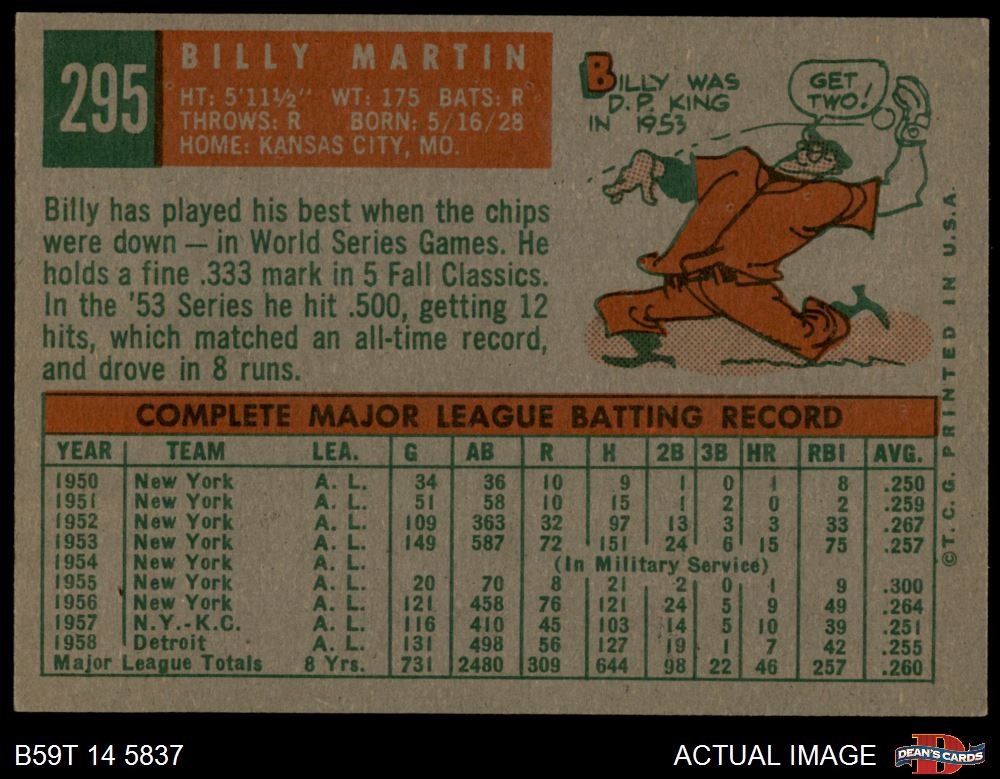 295
BILLY MARTIN
HT: 5'11½" WT: 175 BATS: R
THROWS: R BORN: 5/16/28
HOME: KANSAS CITY, MO.
BILLY WAS
D.P. KING
IN 1953
GET
TWO!
Billy has played his best when the chips
were down — in World Series Games. He
holds a fine .333 mark in 5 Fall Classics.
In the '53 Series he hit .500, getting 12
hits, which matched an all-time record,
and drove in 8 runs.
COMPLETE MAJOR LEAGUE BATTING RECORD
YEAR TEAM LEA. G AB R H 2B 3B HR RBI AVG.
1950 New York A. L. 34 36 10 9 1 0 1 8 .250
1951 New York A. L. 51 58 10 15 1 2 0 2 .259
1952 New York A. L. 109 363 32 97 13 3 3 33 .267
1953 New York A. L. 149 587 72 151 24 6 15 75 .257
1954 New York A. L. (In Military Service)
1955 New York A. L. 20 70 8 21 2 0 1 9 .300
1956 New York A. L. 121 458 76 121 24 5 9 49 .264
1957 N.Y.-K.C. A. L. 116 410 45 103 14 5 10 39 .251
1958 Detroit A. L. 131 498 56 127 19 1 7 42 .255
Major League Totals 8 Yrs. 731 2480 309 644 98 22 46 257 .260
©T.C.G. PRINTED IN U.S.A.
B59T 14 5837
ACTUAL IMAGE
D
DEAN'S CARDS